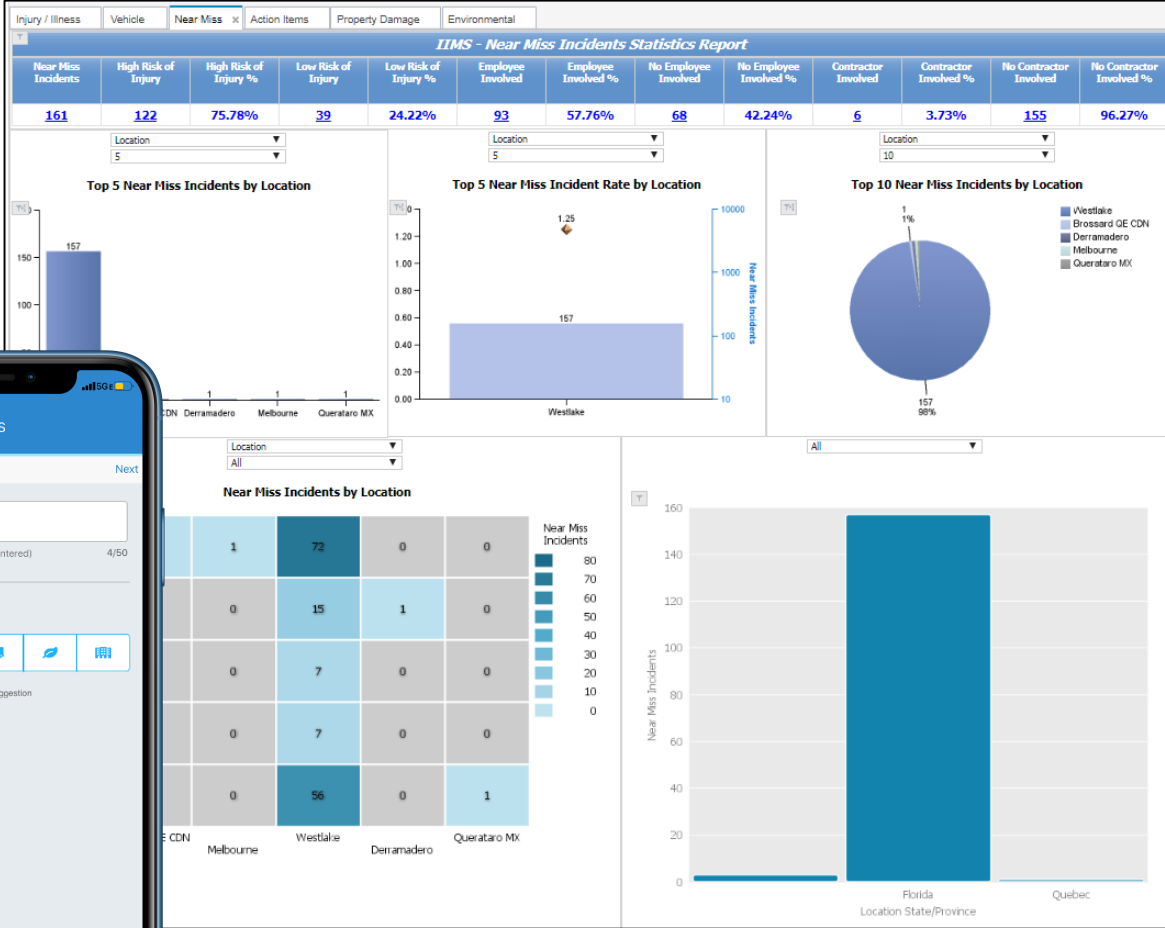 Injury / Illness
Vehicle
Near Miss ×
Action Items
Property Damage
Environmental
IIMS - Near Miss Incidents Statistics Report
Near Miss Incidents
High Risk of Injury
High Risk of Injury %
Low Risk of Injury
Low Risk of Injury %
Employee Involved
Employee Involved %
No Employee Involved
No Employee Involved %
Contractor Involved
Contractor Involved %
No Contractor Involved
No Contractor Involved %
161 122 75.78% 39 24.22% 93 57.76% 68 42.24% 6 3.73% 155 96.27%
Location
5
Top 5 Near Miss Incidents by Location
157
150
100
1 1 1
CDN Derramadero Melbourne Querataro MX
Location
5
Top 5 Near Miss Incident Rate by Location
1.20
1.00
0.80
0.60
0.40
0.20
0.00
1.25
157
Westlake
10000
1000
100
10
Near Miss Incidents
Location
10
Top 10 Near Miss Incidents by Location
1
1%
157
98%
Westlake
Brossard QE CDN
Derramadero
Melbourne
Querataro MX
5GE
s
Next
ntered) 4/50
ggestion
Location
All
Near Miss Incidents by Location
1 72 0 0
0 15 1 0
0 7 0 0
0 7 0 0
0 56 0 1
E CDN
Melbourne
Westlake
Derramadero
Querataro MX
Near Miss
Incidents
80
70
60
50
40
30
20
10
0
All
160
140
120
100
80
60
40
20
0
Near Miss Incidents
Florida Quebec
Location State/Province